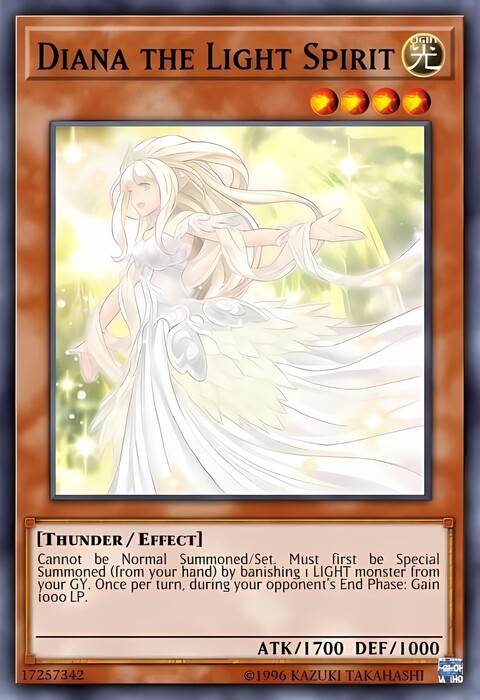 DIANA THE LIGHT SPIRIT
LIGHT
光
[THUNDER / EFFECT]
Cannot be Normal Summoned/Set. Must first be Special
Summoned (from your hand) by banishing 1 LIGHT monster from
your GY. Once per turn, during your opponent's End Phase: Gain
1000 LP.
ATK/1700 DEF/1000
17257342
©1996 KAZUKI TAKAHASHI